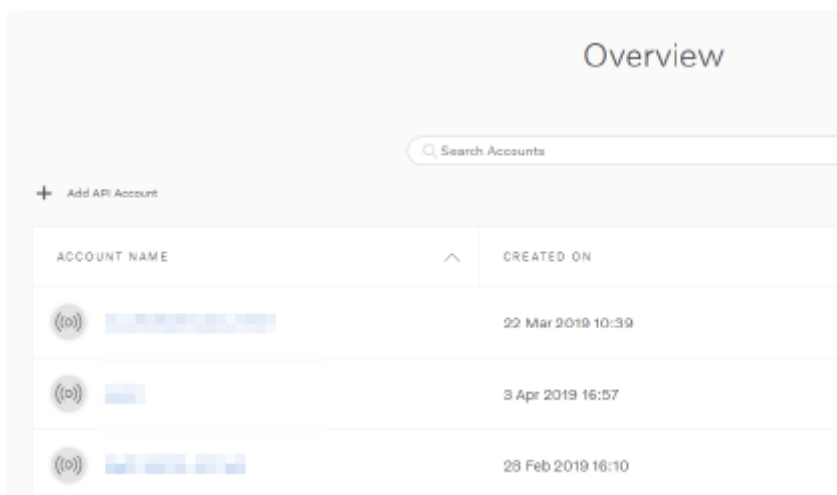 Overview
Search Accounts
Add API Account
ACCOUNT NAME CREATED ON
22 Mar 2019 10:39
3 Apr 2019 16:57
28 Feb 2019 16:10